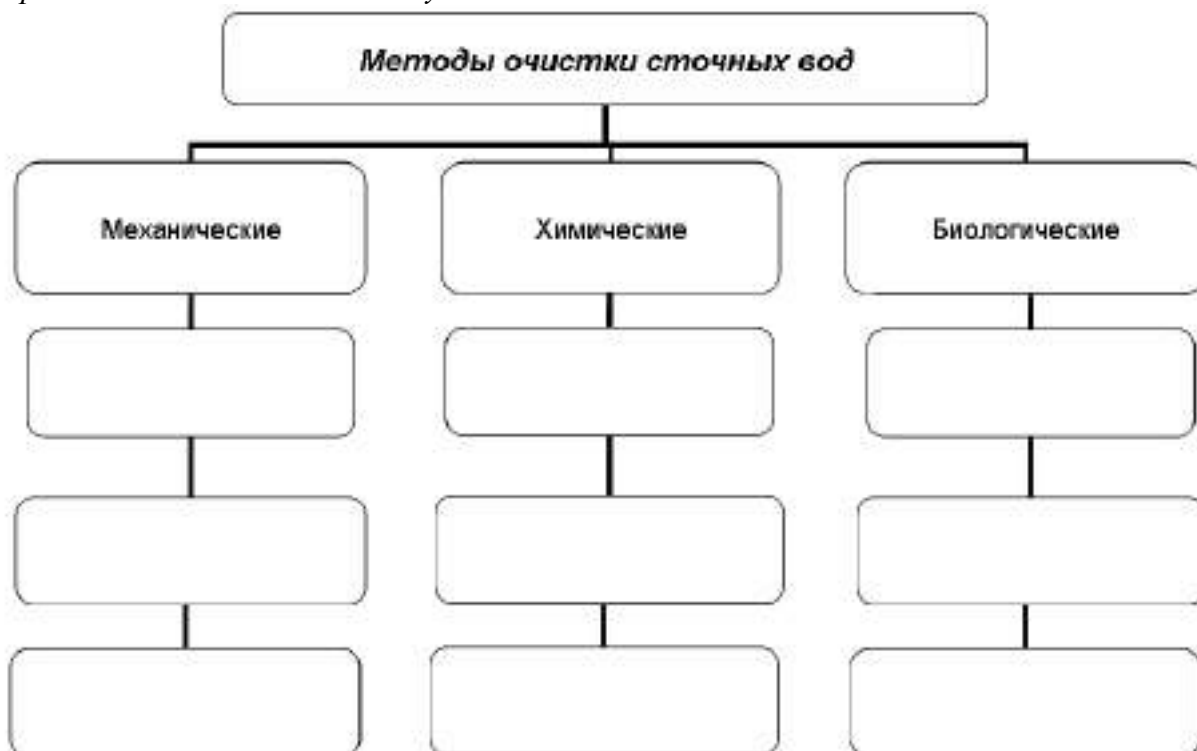 Методы очистки сточных вод
Механические
Химические
Биологические